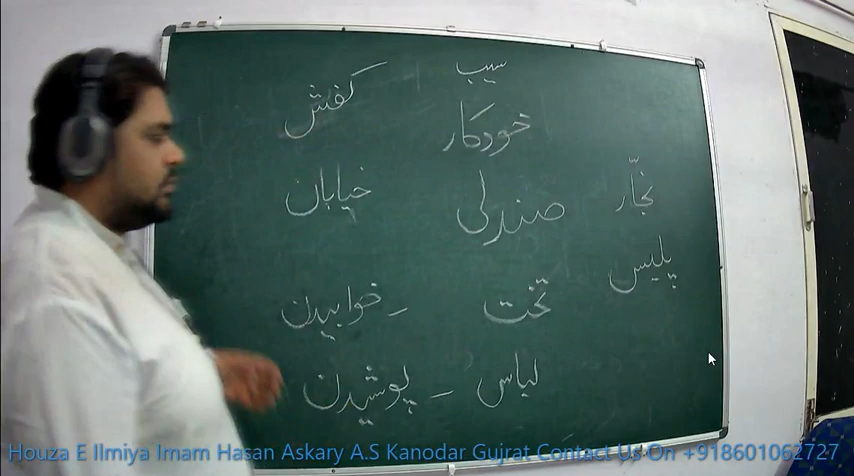 سیب
کفش
خودکار
خیابان
صندلی
نجّار
پلیس
تخت - خوابیدن
لباس - پوشیدن
Houza E Ilmiya Imam Hasan Askary A.S Kanodar Gujrat Contact Us On +918601062727